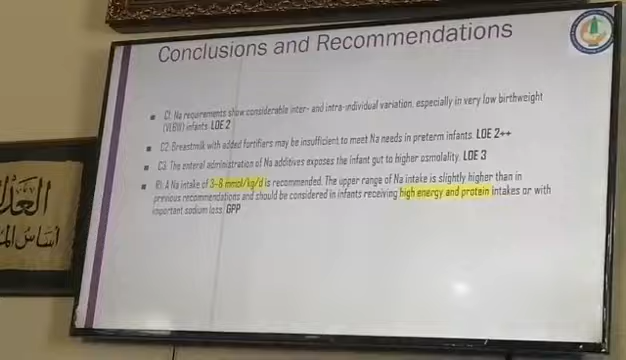 Conclusions and Recommendations
C1: Na requirements show considerable inter- and intra-individual variation, especially in very low birthweight
(VLBW) infants. LOE 2
C2: Breastmilk with added fortifiers may be insufficient to meet Na needs in preterm infants. LOE 2++
C3: The enteral administration of Na additives exposes the infant gut to higher osmolality. LOE 3
R1: A Na intake of 3–8 mmol/kg/d is recommended. The upper range of Na intake is slightly higher than in
previous recommendations and should be considered in infants receiving high energy and protein intakes or with
important sodium loss. GPP
العدل
أساس